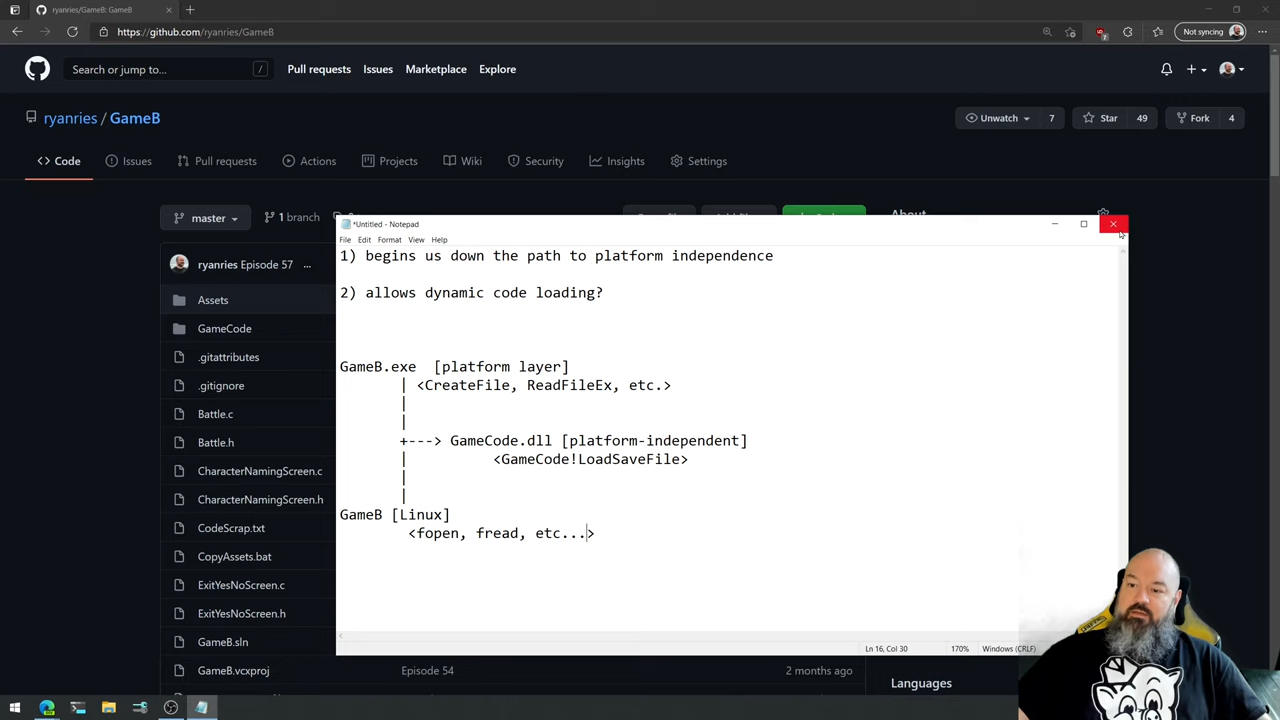 ryanries/GameB: GameB
https://github.com/ryanries/GameB
Not syncing
Search or jump to...
/
Pull requests
Issues
Marketplace
Explore
ryanries / GameB
Unwatch
7
Star
49
Fork
4
Code
Issues
Pull requests
Actions
Projects
Wiki
Security
Insights
Settings
master
1 branch
About
ryanries Episode 57
...
Assets
GameCode
.gitattributes
.gitignore
Battle.c
Battle.h
CharacterNamingScreen.c
CharacterNamingScreen.h
CodeScrap.txt
CopyAssets.bat
ExitYesNoScreen.c
ExitYesNoScreen.h
GameB.sln
GameB.vcxproj
Episode 54
2 months ago
Languages
*Untitled - Notepad
File Edit Format View Help
1) begins us down the path to platform independence
2) allows dynamic code loading?
GameB.exe [platform layer]
| <CreateFile, ReadFileEx, etc.>
|
|
+---> GameCode.dll [platform-independent]
| <GameCode!LoadSaveFile>
|
|
GameB [Linux]
<fopen, fread, etc...>
Ln 16, Col 30
170%
Windows (CRLF)